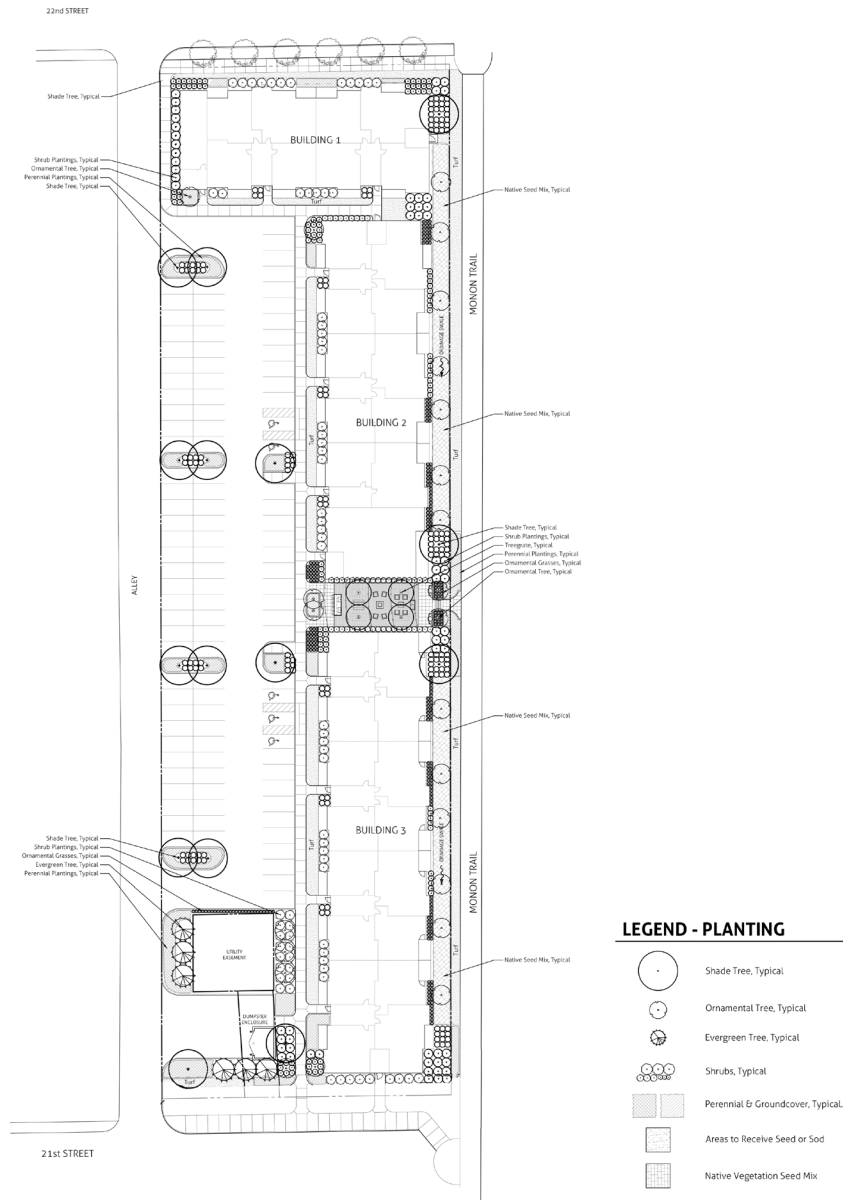 22nd STREET
Shade Tree, Typical
BUILDING 1
Turf
Shrub Plantings, Typical
Ornamental Tree, Typical
Perennial Plantings, Typical
Shade Tree, Typical
Native Seed Mix, Typical
Turf
MONON TRAIL
DRAINAGE SWALE
Native Seed Mix, Typical
BUILDING 2
Turf
Turf
Shade Tree, Typical
Shrub Plantings, Typical
Treegrate, Typical
Perennial Plantings, Typical
Ornamental Grasses, Typical
Ornamental Tree, Typical
ALLEY
Native Seed Mix, Typical
Turf
BUILDING 3
DRAINAGE SWALE
Turf
Shade Tree, Typical
Shrub Plantings, Typical
Ornamental Grasses, Typical
Evergreen Tree, Typical
Perennial Plantings, Typical
MONON TRAIL
UTILITY
EASEMENT
Turf
Native Seed Mix, Typical
DUMPSTER
ENCLOSURE
Turf
21st STREET
LEGEND - PLANTING
Shade Tree, Typical
Ornamental Tree, Typical
Evergreen Tree, Typical
Shrubs, Typical
Perennial & Groundcover, Typical.
Areas to Receive Seed or Sod
Native Vegetation Seed Mix